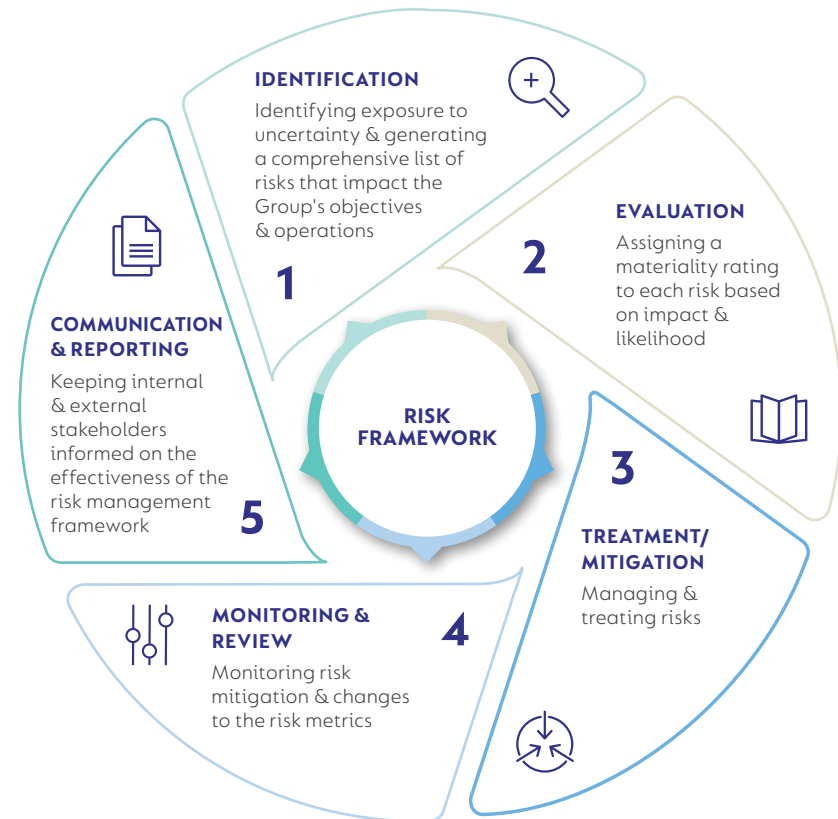 IDENTIFICATION
Identifying exposure to
uncertainty & generating
a comprehensive list of
risks that impact the
Group's objectives
& operations
1
EVALUATION
Assigning a
materiality rating
to each risk based
on impact &
likelihood
2
RISK
FRAMEWORK
3
TREATMENT/
MITIGATION
Managing &
treating risks
MONITORING &
REVIEW
Monitoring risk
mitigation & changes
to the risk metrics
4
COMMUNICATION
& REPORTING
Keeping internal
& external
stakeholders
informed on the
effectiveness of the
risk management
framework
5